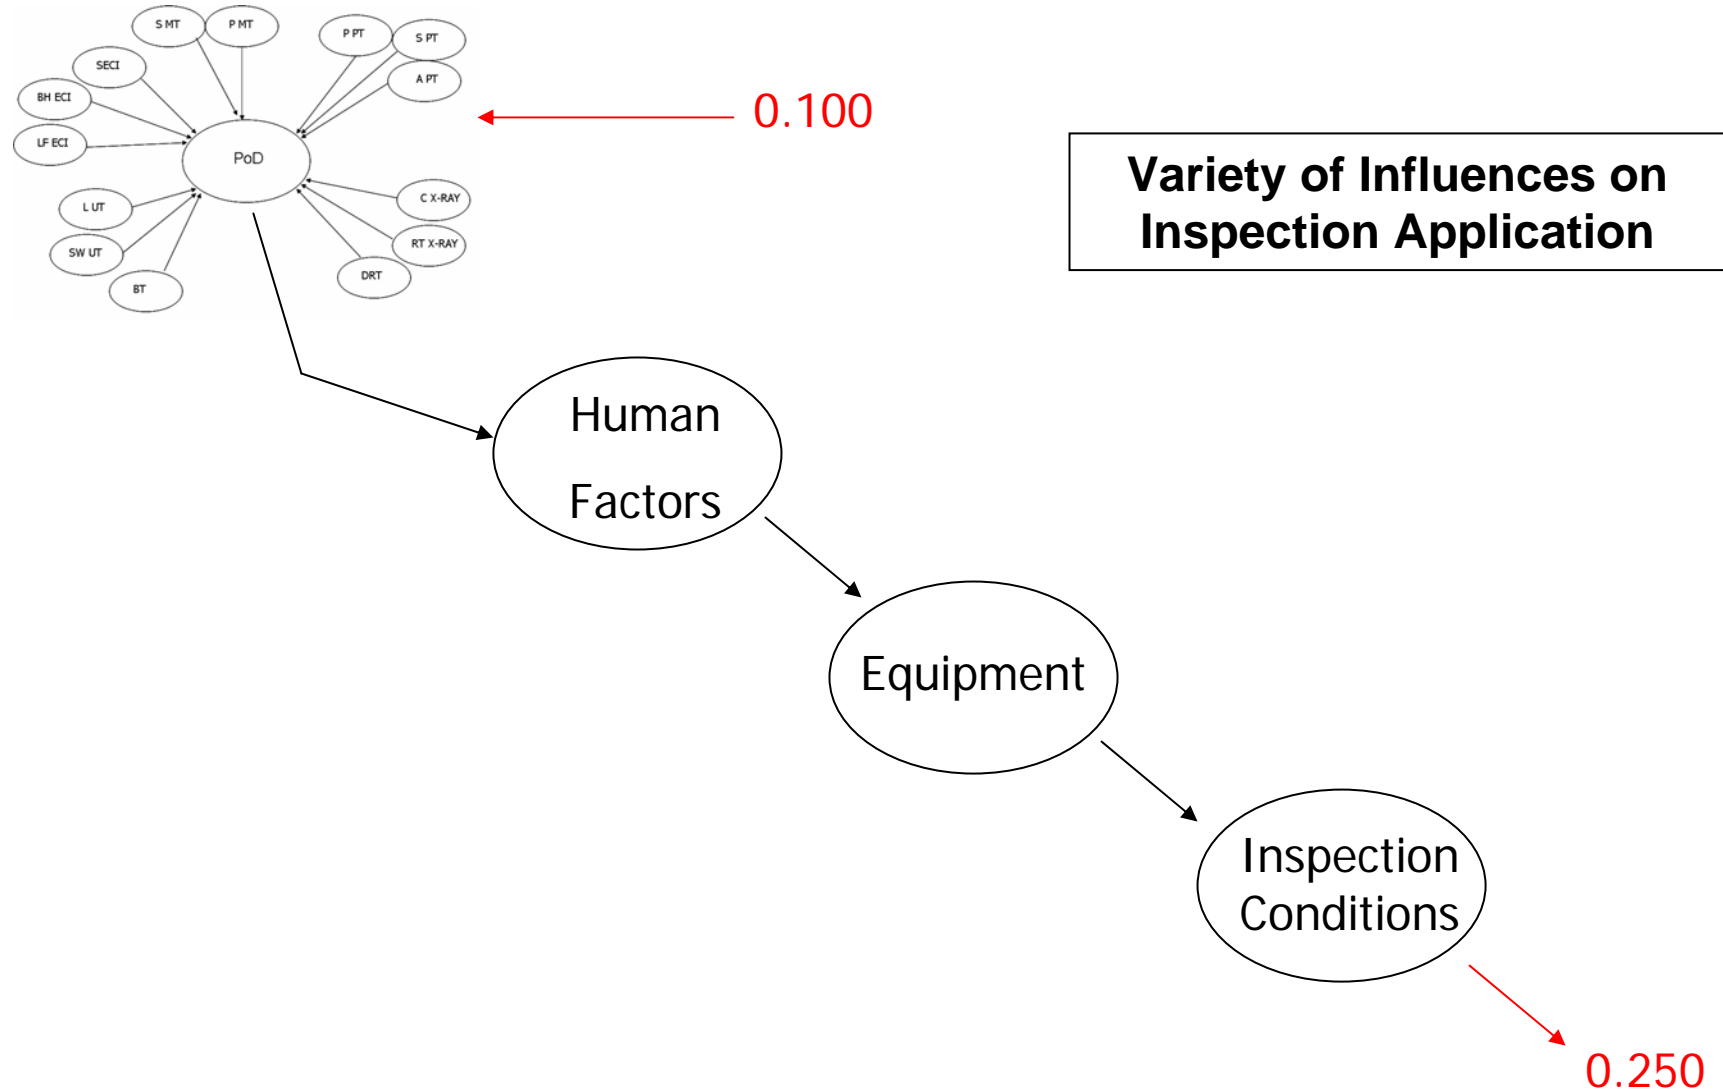 S MT
P MT
P PT
S PT
SECI
A PT
BH ECI
0.100
LF ECI
PoD
Variety of Influences on
Inspection Application
C X-RAY
L UT
RT X-RAY
SW UT
DRT
BT
Human
Factors
Equipment
Inspection
Conditions
0.250